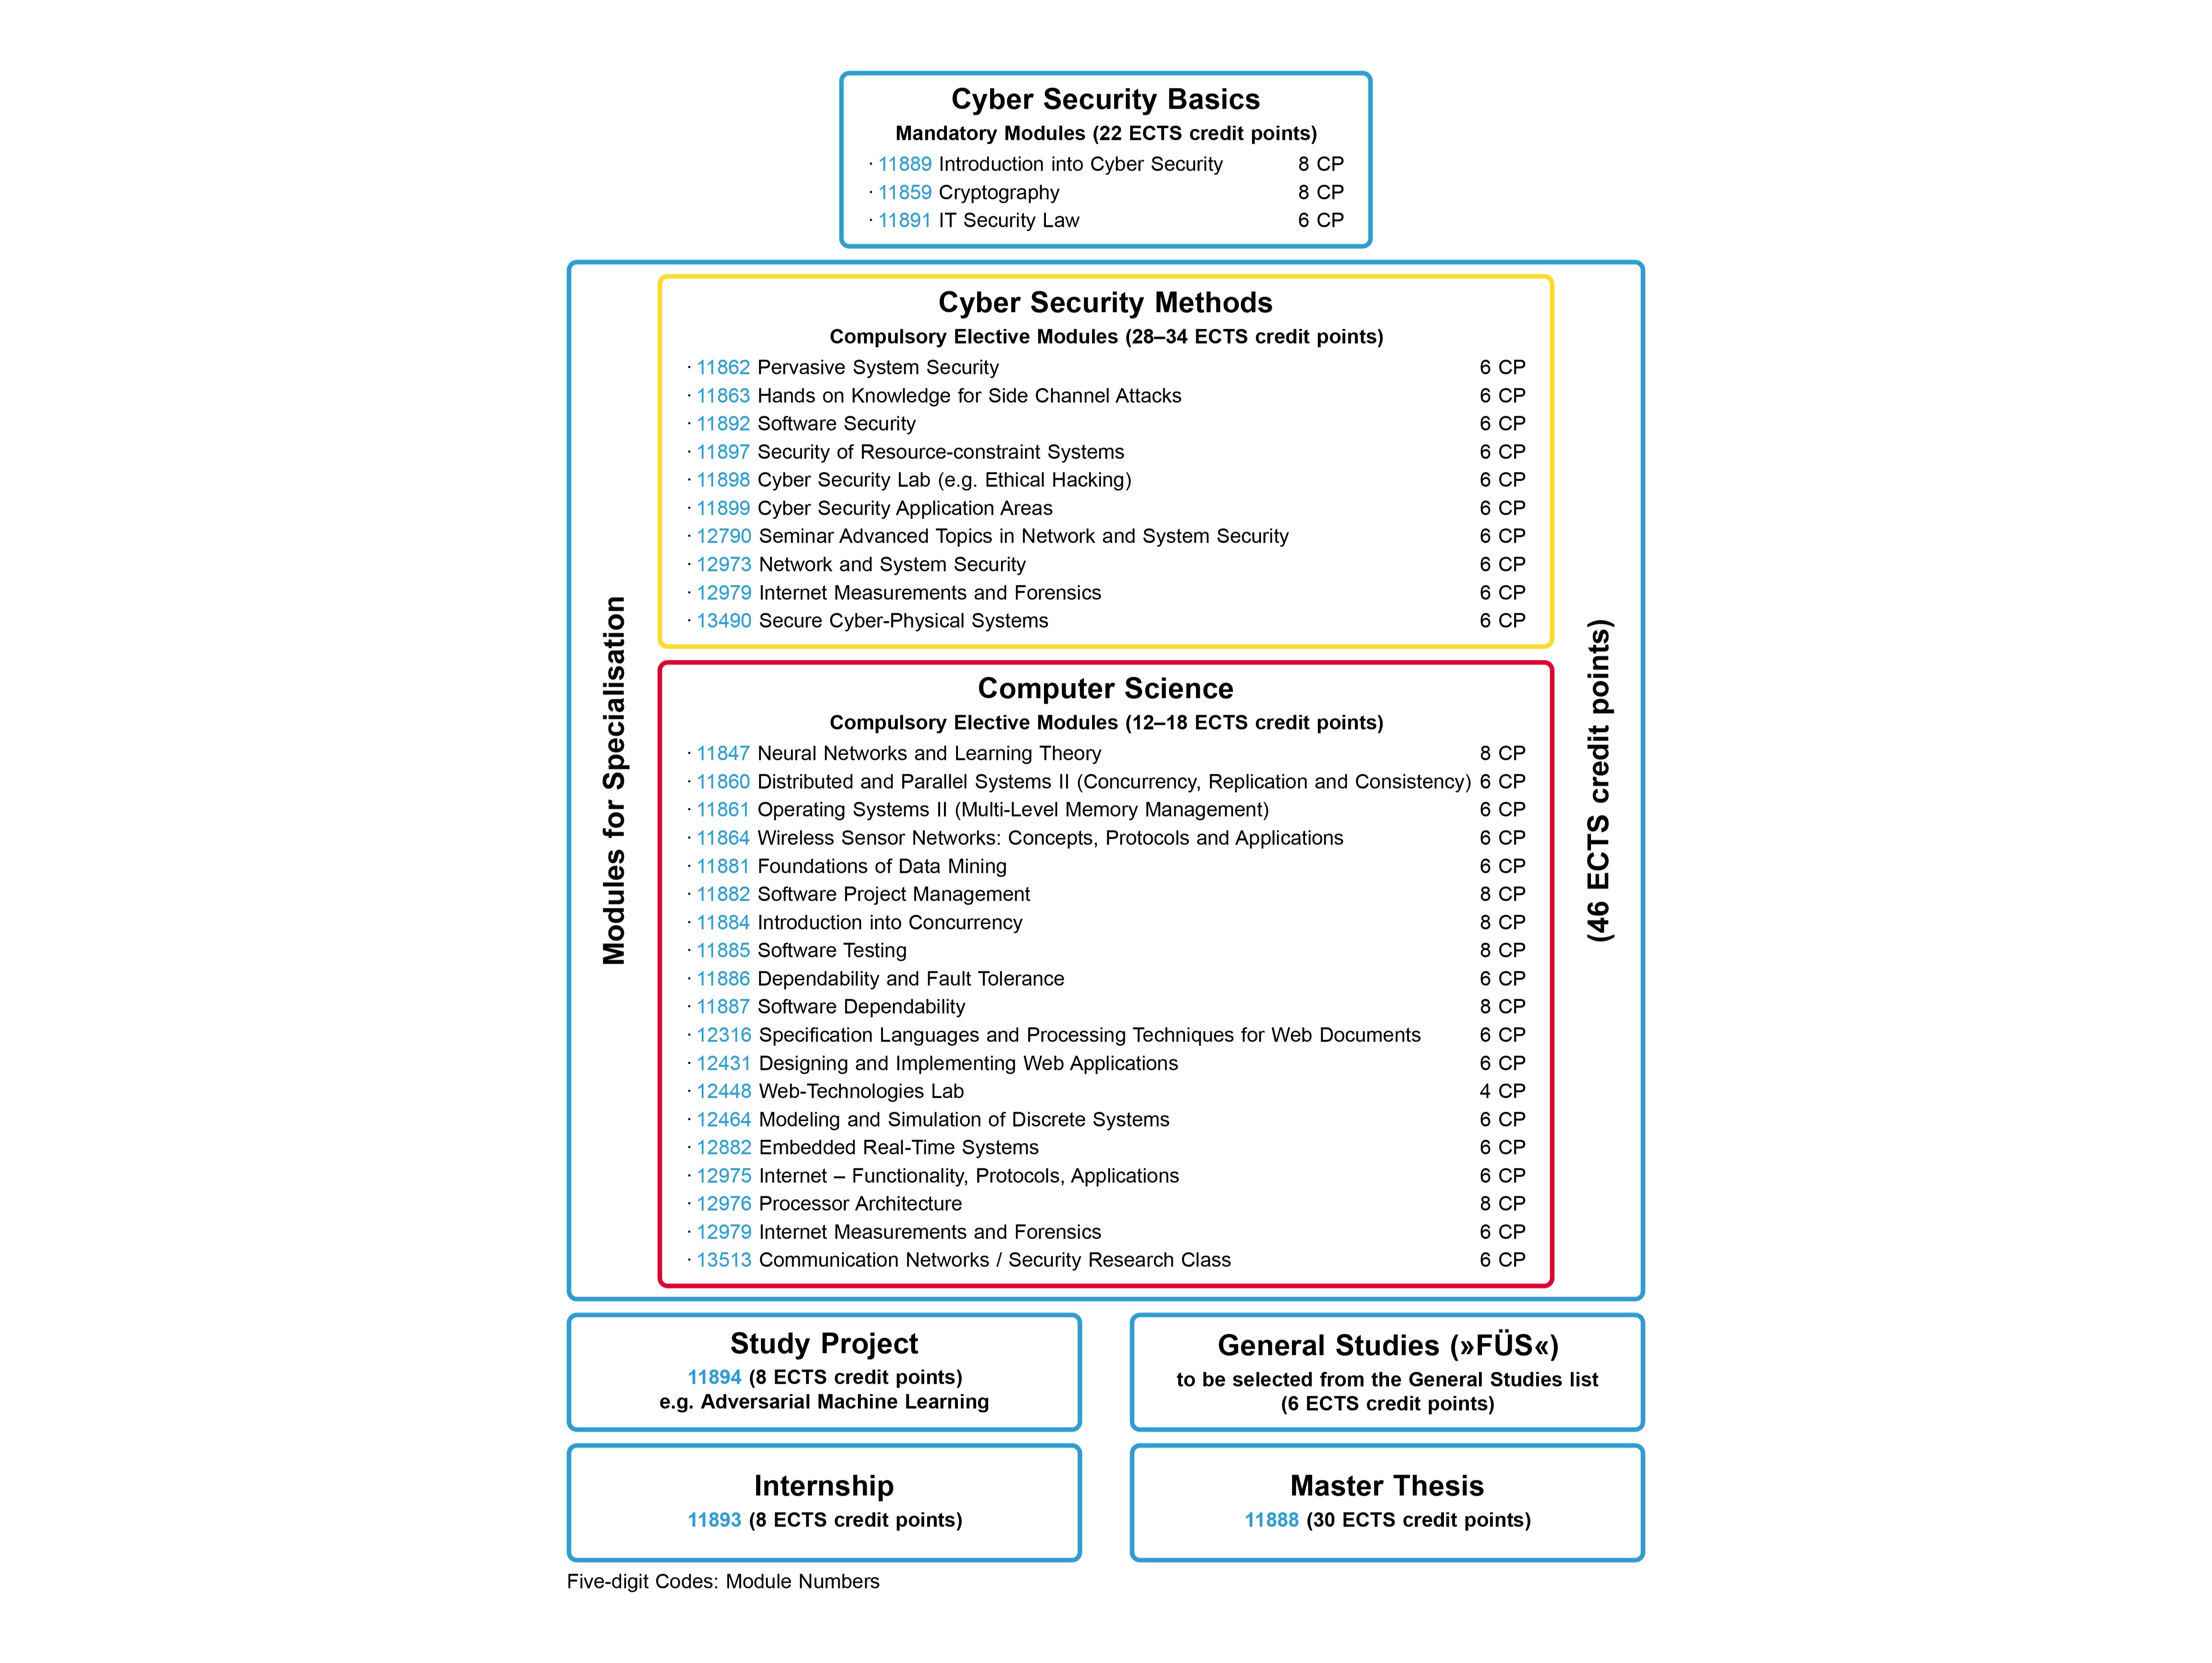 Cyber Security Basics
Mandatory Modules (22 ECTS credit points)
· 11889 Introduction into Cyber Security 8 CP
· 11859 Cryptography 8 CP
· 11891 IT Security Law 6 CP
Modules for Specialisation
Cyber Security Methods
Compulsory Elective Modules (28–34 ECTS credit points)
· 11862 Pervasive System Security 6 CP
· 11863 Hands on Knowledge for Side Channel Attacks 6 CP
· 11892 Software Security 6 CP
· 11897 Security of Resource-constraint Systems 6 CP
· 11898 Cyber Security Lab (e.g. Ethical Hacking) 6 CP
· 11899 Cyber Security Application Areas 6 CP
· 12790 Seminar Advanced Topics in Network and System Security 6 CP
· 12973 Network and System Security 6 CP
· 12979 Internet Measurements and Forensics 6 CP
· 13490 Secure Cyber-Physical Systems 6 CP
Computer Science
Compulsory Elective Modules (12–18 ECTS credit points)
· 11847 Neural Networks and Learning Theory 8 CP
· 11860 Distributed and Parallel Systems II (Concurrency, Replication and Consistency) 6 CP
· 11861 Operating Systems II (Multi-Level Memory Management) 6 CP
· 11864 Wireless Sensor Networks: Concepts, Protocols and Applications 6 CP
· 11881 Foundations of Data Mining 6 CP
· 11882 Software Project Management 8 CP
· 11884 Introduction into Concurrency 8 CP
· 11885 Software Testing 8 CP
· 11886 Dependability and Fault Tolerance 6 CP
· 11887 Software Dependability 8 CP
· 12316 Specification Languages and Processing Techniques for Web Documents 6 CP
· 12431 Designing and Implementing Web Applications 6 CP
· 12448 Web-Technologies Lab 4 CP
· 12464 Modeling and Simulation of Discrete Systems 6 CP
· 12882 Embedded Real-Time Systems 6 CP
· 12975 Internet – Functionality, Protocols, Applications 6 CP
· 12976 Processor Architecture 8 CP
· 12979 Internet Measurements and Forensics 6 CP
· 13513 Communication Networks / Security Research Class 6 CP
(46 ECTS credit points)
Study Project
11894 (8 ECTS credit points)
e.g. Adversarial Machine Learning
General Studies (»FÜS«)
to be selected from the General Studies list
(6 ECTS credit points)
Internship
11893 (8 ECTS credit points)
Master Thesis
11888 (30 ECTS credit points)
Five-digit Codes: Module Numbers